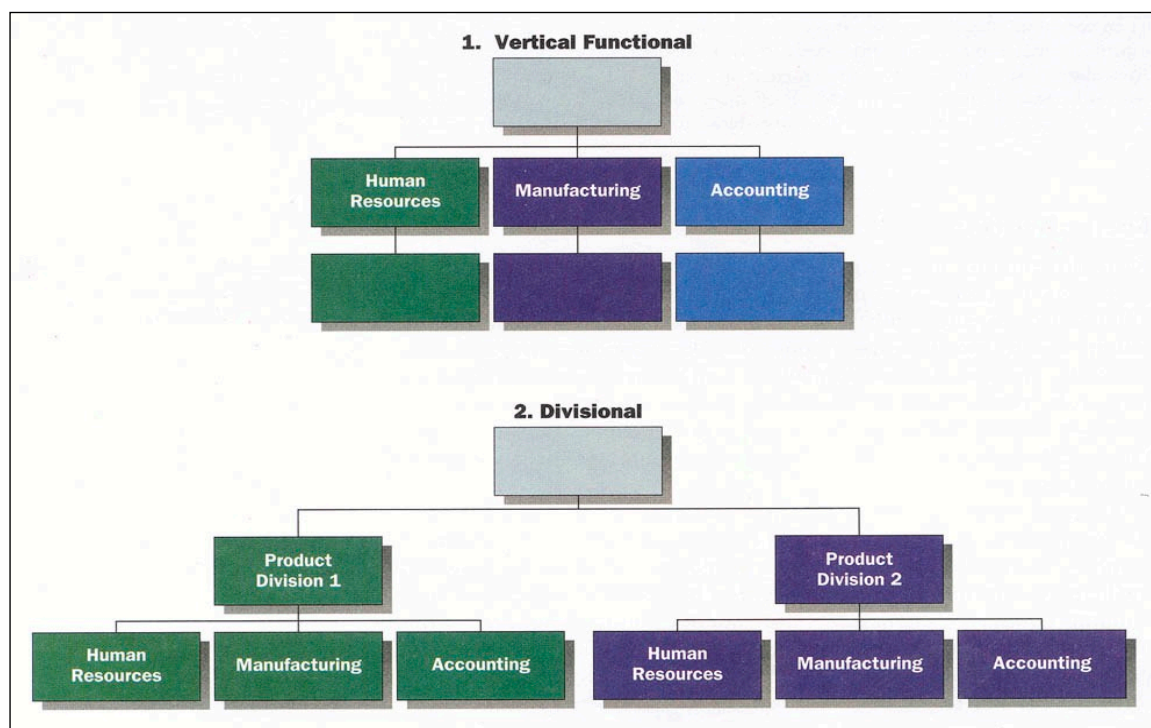 1. Vertical Functional
Human
Resources
Manufacturing
Accounting
2. Divisional
Product
Division 1
Product
Division 2
Human
Resources
Manufacturing
Accounting
Human
Resources
Manufacturing
Accounting